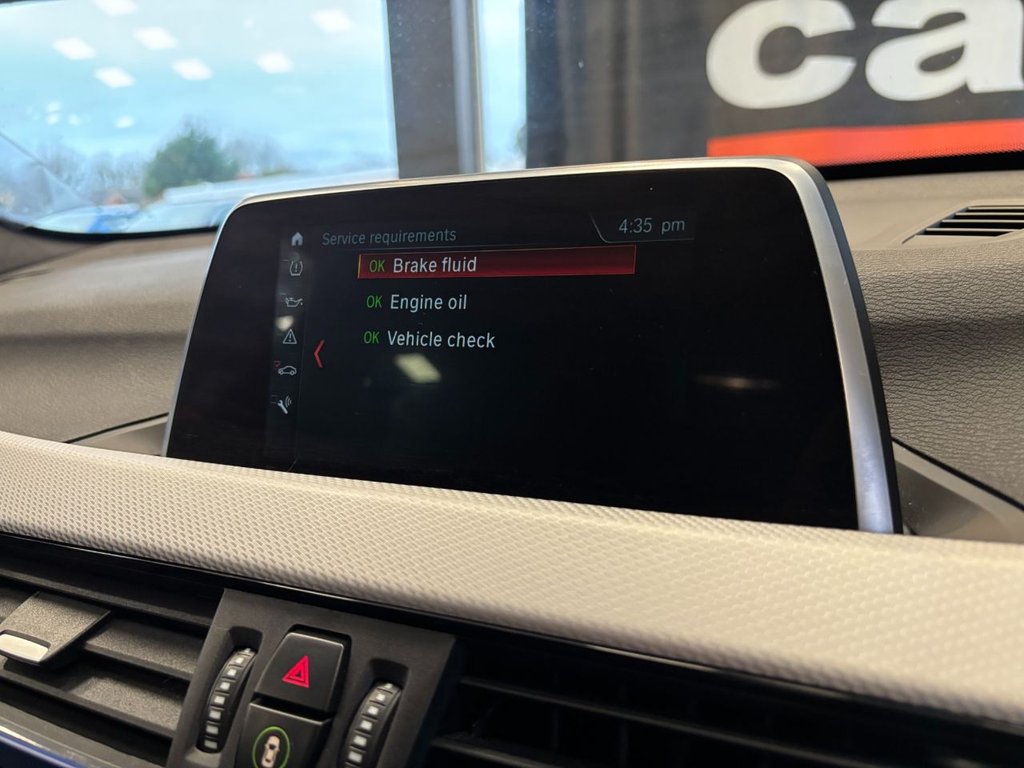 ca
Service requirements
4:35 pm
OK Brake fluid
OK Engine oil
OK Vehicle check